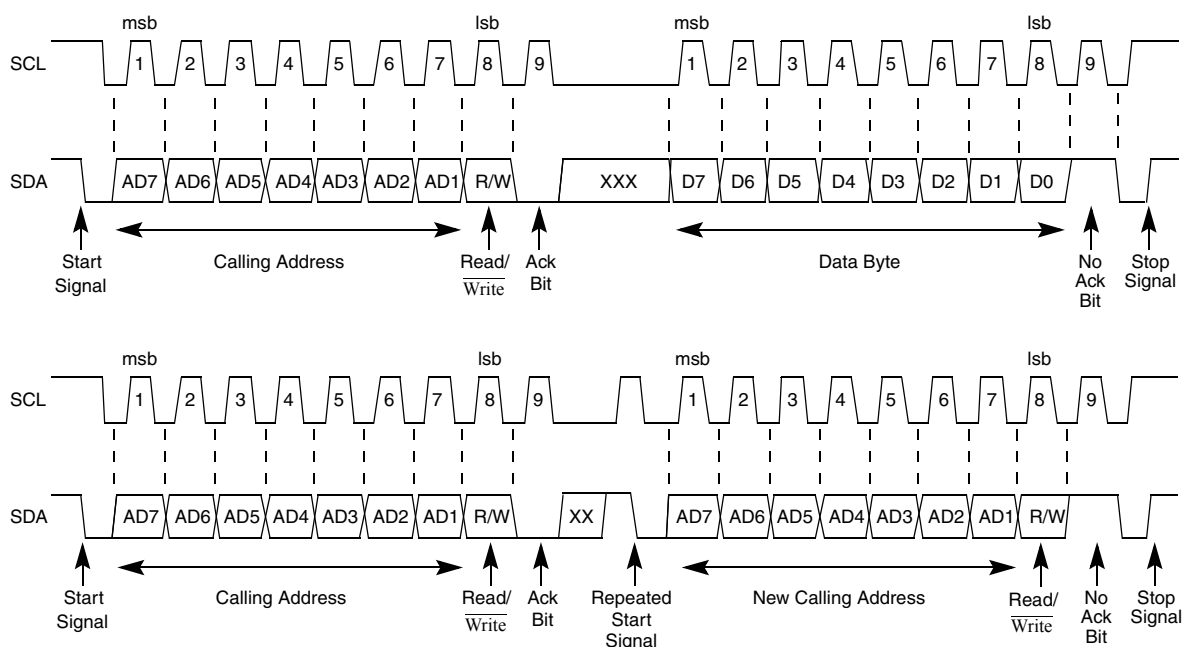 msb lsb msb lsb
SCL 1 2 3 4 5 6 7 8 9 1 2 3 4 5 6 7 8 9
SDA AD7 AD6 AD5 AD4 AD3 AD2 AD1 R/W XXX D7 D6 D5 D4 D3 D2 D1 D0
Start Signal
Calling Address
Read/ Write
Ack Bit
Data Byte
No Ack Bit
Stop Signal
msb lsb msb lsb
SCL 1 2 3 4 5 6 7 8 9 1 2 3 4 5 6 7 8 9
SDA AD7 AD6 AD5 AD4 AD3 AD2 AD1 R/W XX AD7 AD6 AD5 AD4 AD3 AD2 AD1 R/W
Start Signal
Calling Address
Read/ Write
Ack Bit
Repeated Start Signal
New Calling Address
Read/ Write
No Ack Bit
Stop Signal